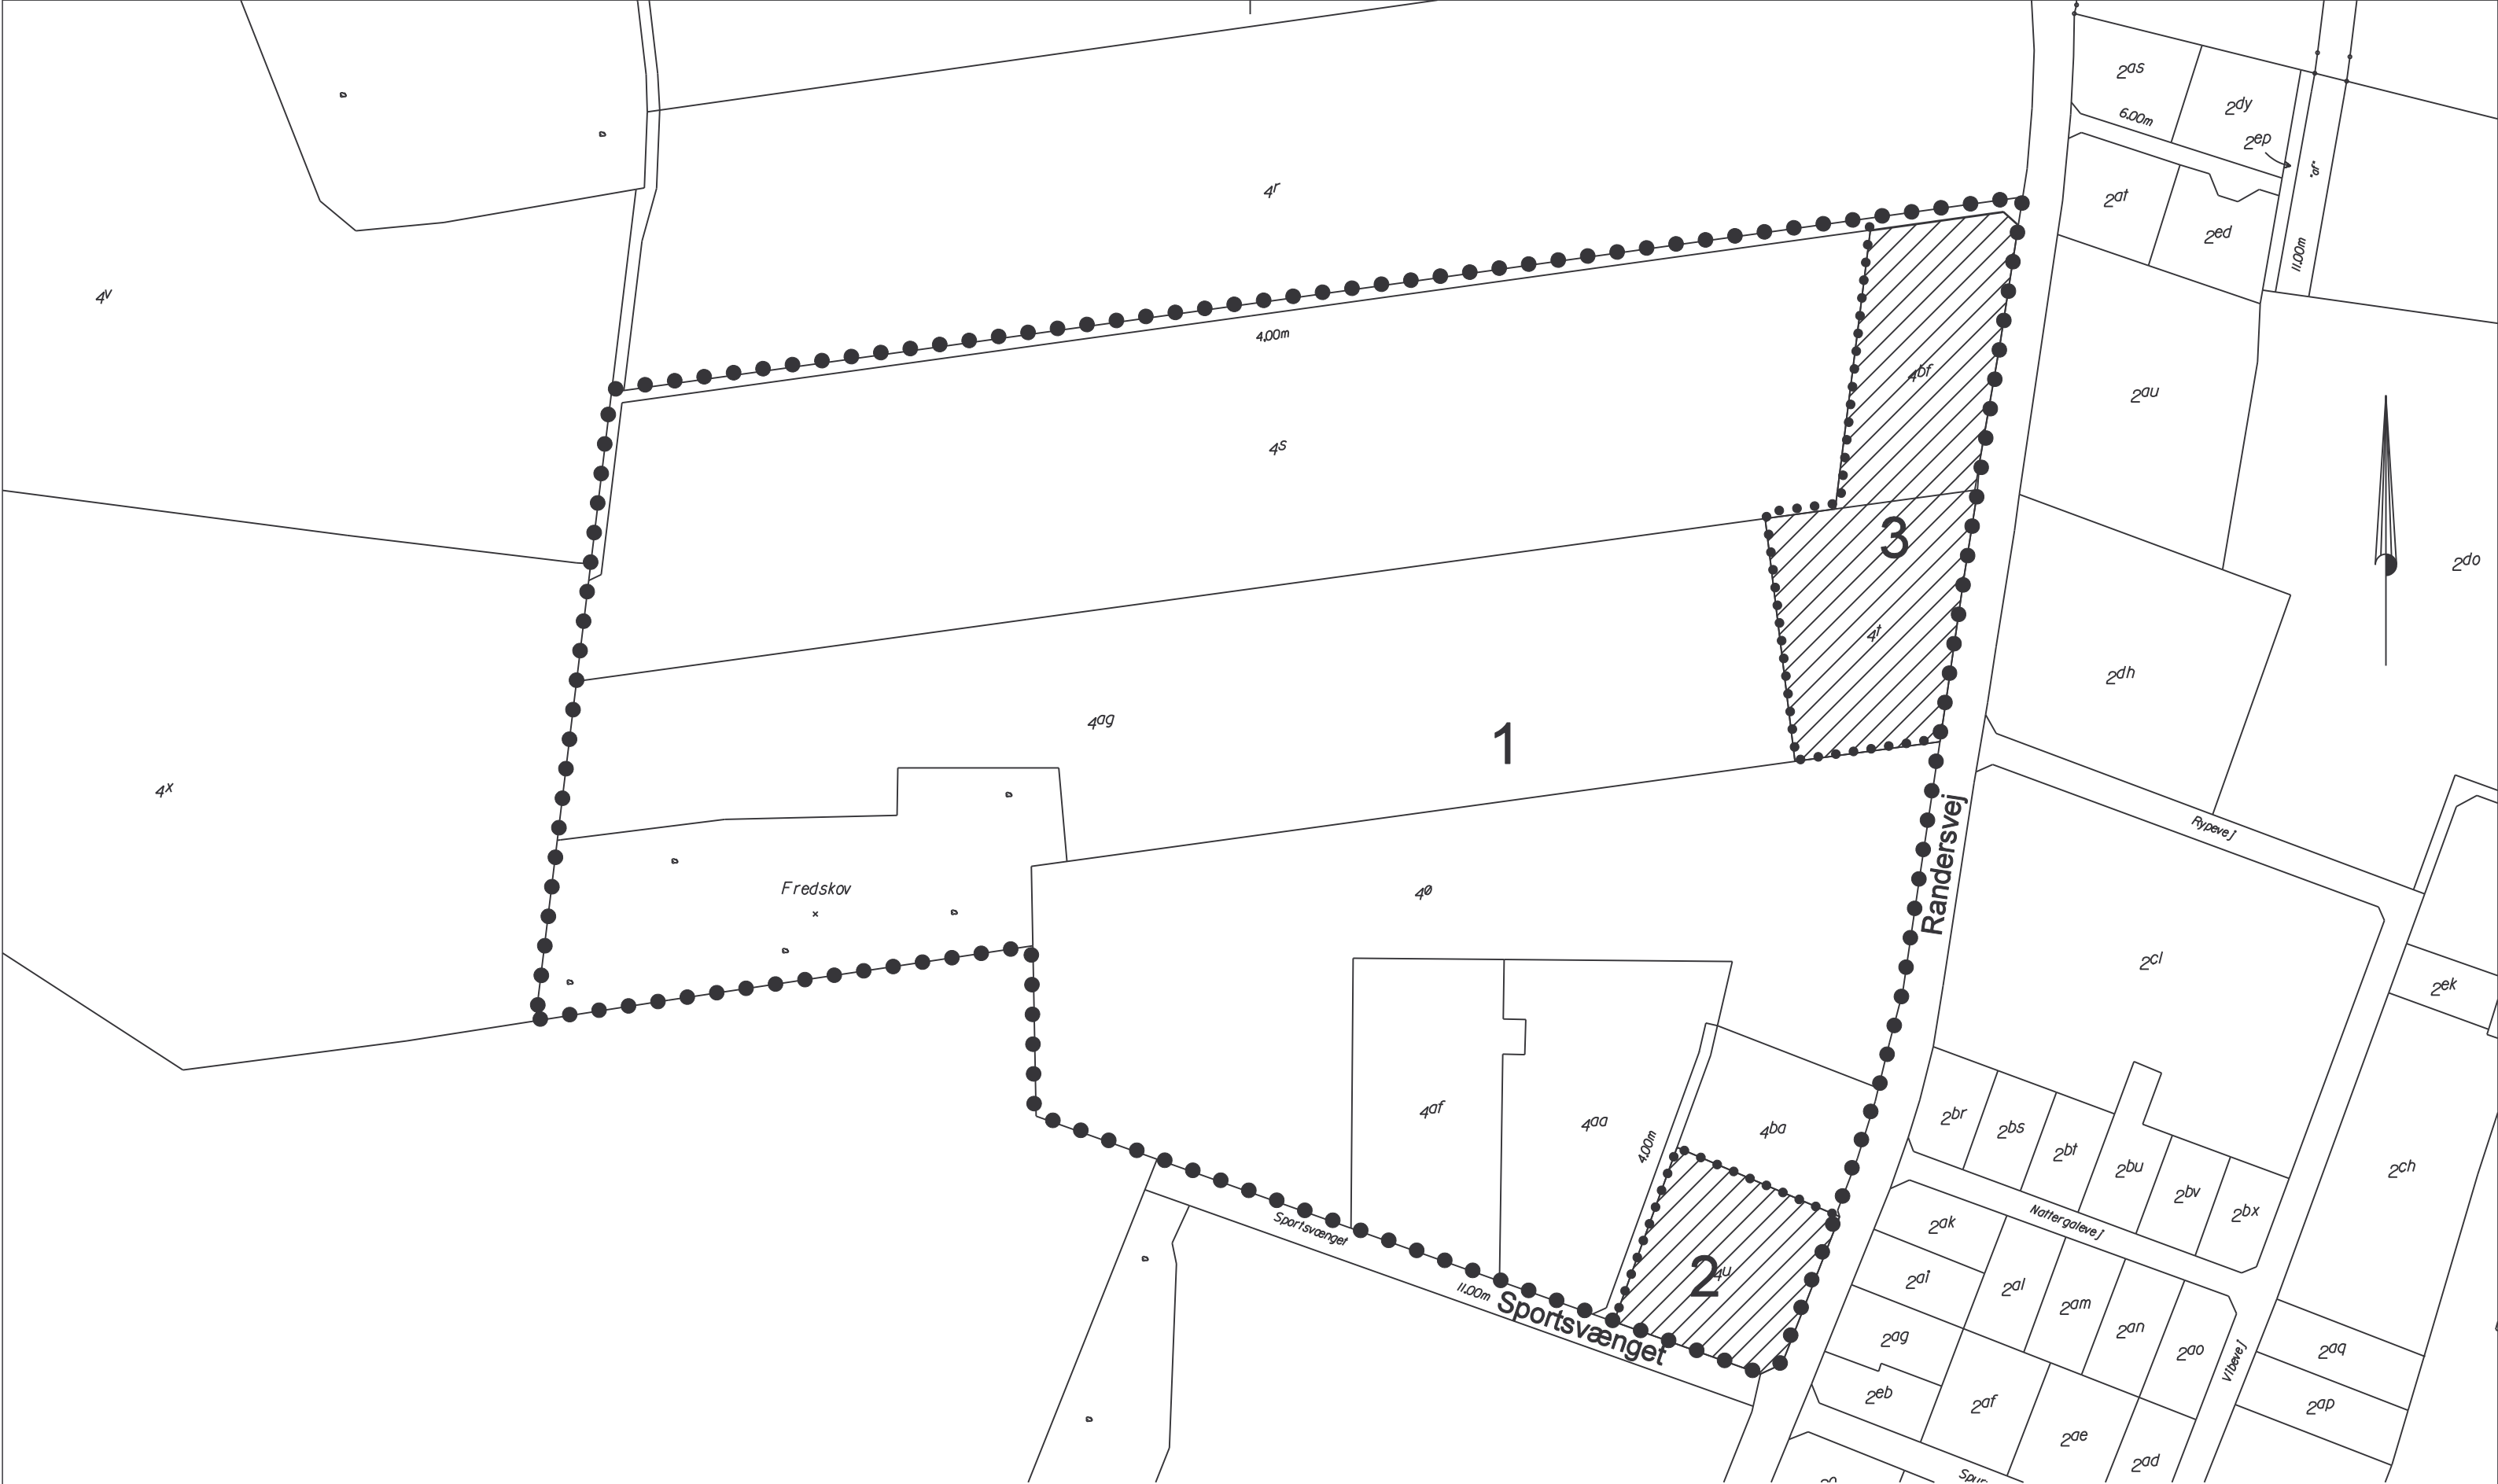 2as
2dy
6.00m
2ep
4r
2at
2ed
11.00m
4v
4.00m
4bf
2au
4s
3
2do
4t
2dh
4ag
1
4x
Randersvej
Rypevej
Fredskov
4ø
2cl
2ek
4af
4aa
4.00m
4ba
2br
2bs
2bt
2bu
2bv
2bx
2ch
Sportsvænget
11.00m
Sportsvænget
2
4u
Nattergalevej
2ak
2ai
2al
2am
2an
2ao
2ag
2eb
2af
2ae
2ad
Vibevej
2aq
2ap